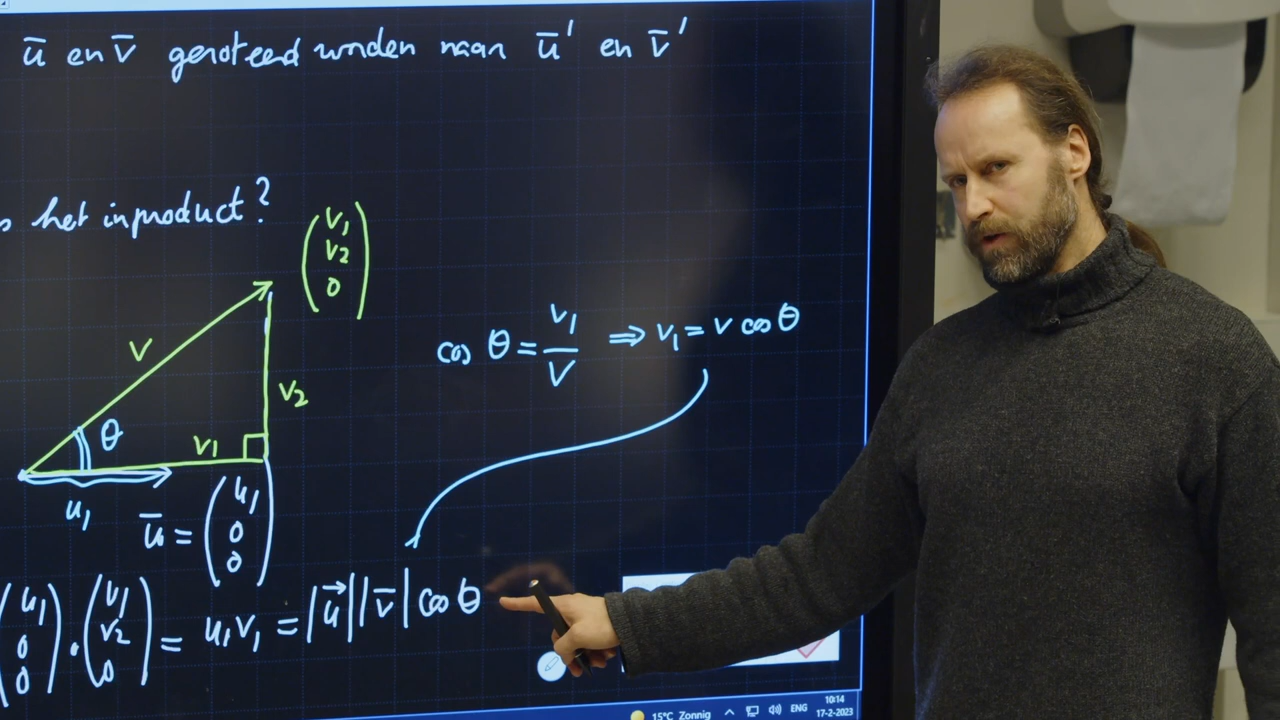 ū en v̄ geroteerd worden naar ū' en v̄'
het inproduct?
(v₁ v₂ 0)
cos θ = v₁/v ⇒ v₁ = v cos θ
v
θ
v₁
v₂
u₁
ū = (u₁ 0 0)
(u₁ 0 0) · (v₁ v₂ 0) = u₁v₁ = |u⃗||v̄| cos θ
15°C Zonnig ENG 10:14
17-2-2023